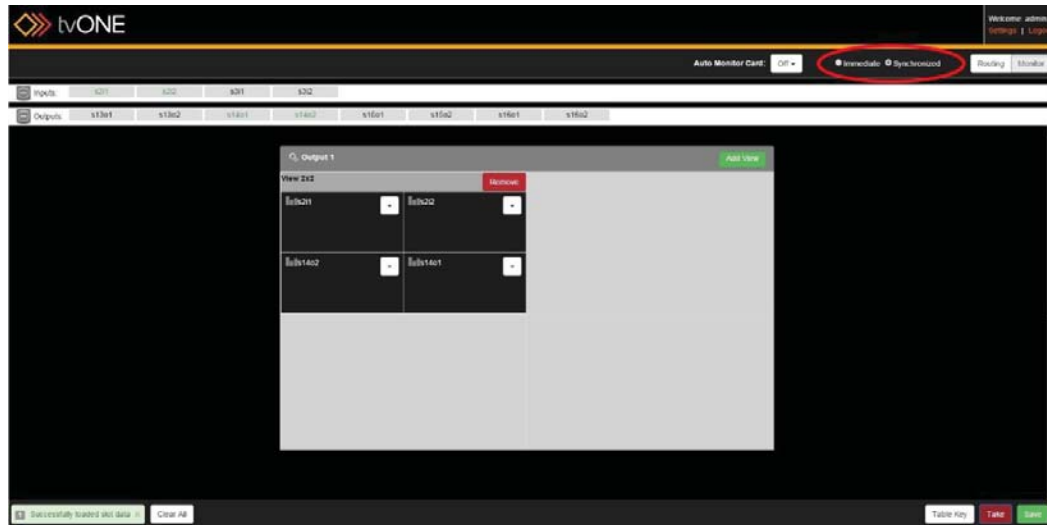 tvONE
Welcome: admin
Settings | Logo
Auto Monitor Card: Off Immediate Synchronized Routing Monitor
Inputs: s2i1 s2i2 s3i1 s3i2
Outputs: s13o1 s13o2 s14o1 s14o2 s15o1 s15o2 s16o1 s16o2
Output 1 Add View
View 2x2 Remove
s2i1 s2i2
s14o2 s14o1
Successfully loaded slot data × Clear All Table Key Take Save